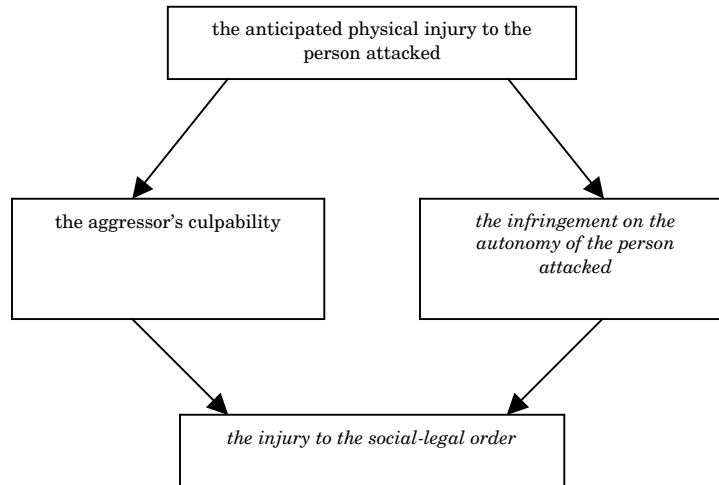 the anticipated physical injury to the
person attacked
the aggressor’s culpability
the infringement on the
autonomy of the person
attacked
the injury to the social-legal order